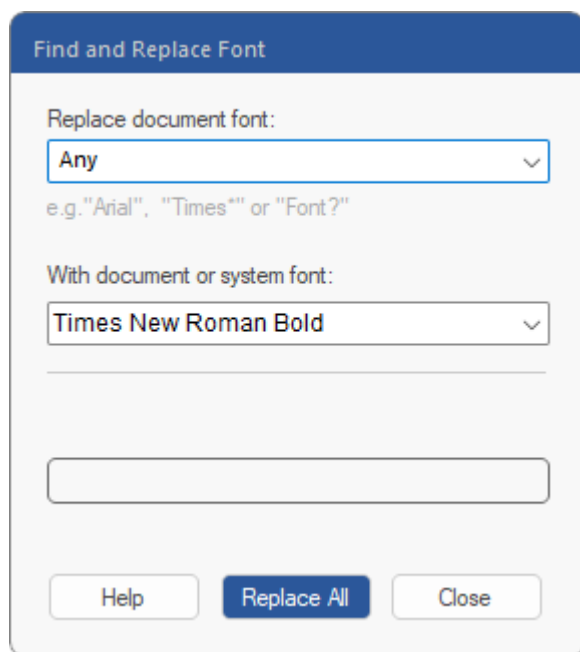 Find and Replace Font
Replace document font:
Any
e.g."Arial", "Times*" or "Font?"
With document or system font:
Times New Roman Bold
Help Replace All Close